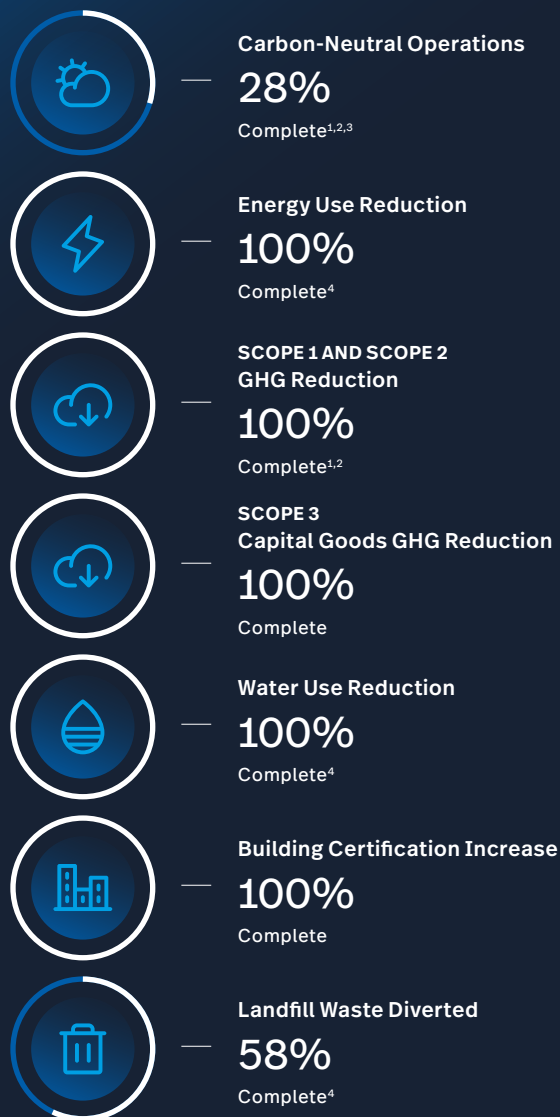 Carbon-Neutral Operations
28%
Complete¹,²,³
Energy Use Reduction
100%
Complete⁴
SCOPE 1 AND SCOPE 2
GHG Reduction
100%
Complete¹,²
SCOPE 3
Capital Goods GHG Reduction
100%
Complete
Water Use Reduction
100%
Complete⁴
Building Certification Increase
100%
Complete
Landfill Waste Diverted
58%
Complete⁴